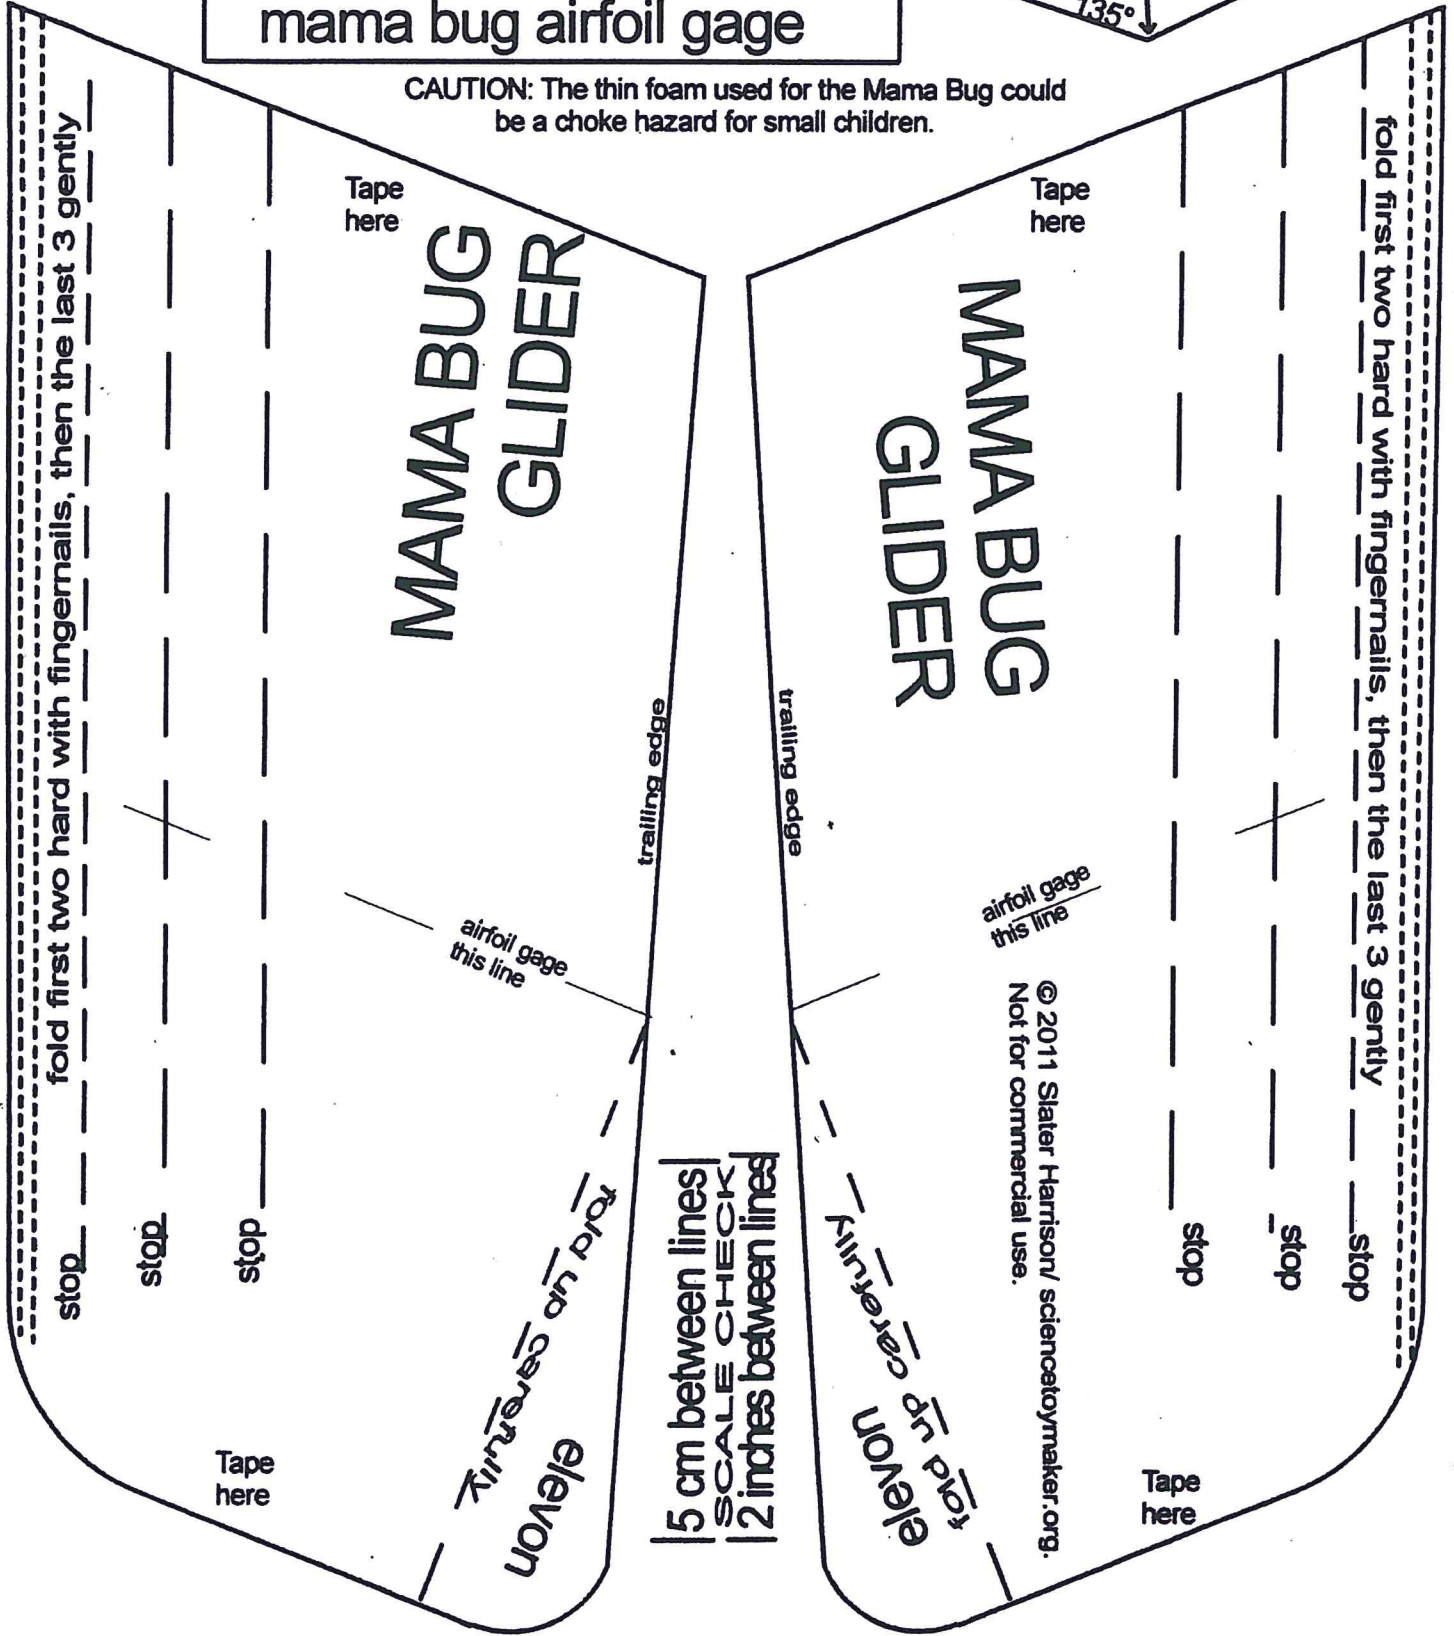 mama bug airfoil gage
135°
CAUTION: The thin foam used for the Mama Bug could
be a choke hazard for small children.
fold first two hard with fingernails, then the last 3 gently
stop
stop
stop
Tape
here
MAMA BUG
GLIDER
trailing edge
airfoil gage
this line
fold up carefully
elevon
Tape
here
5 cm between lines
SCALE CHECK
2 inches between lines
Tape
here
MAMA BUG
GLIDER
trailing edge
airfoil gage
this line
© 2011 Slater Harrison/ sciencetoymaker.org.
Not for commercial use.
fold up carefully
elevon
Tape
here
stop
stop
stop
fold first two hard with fingernails, then the last 3 gently